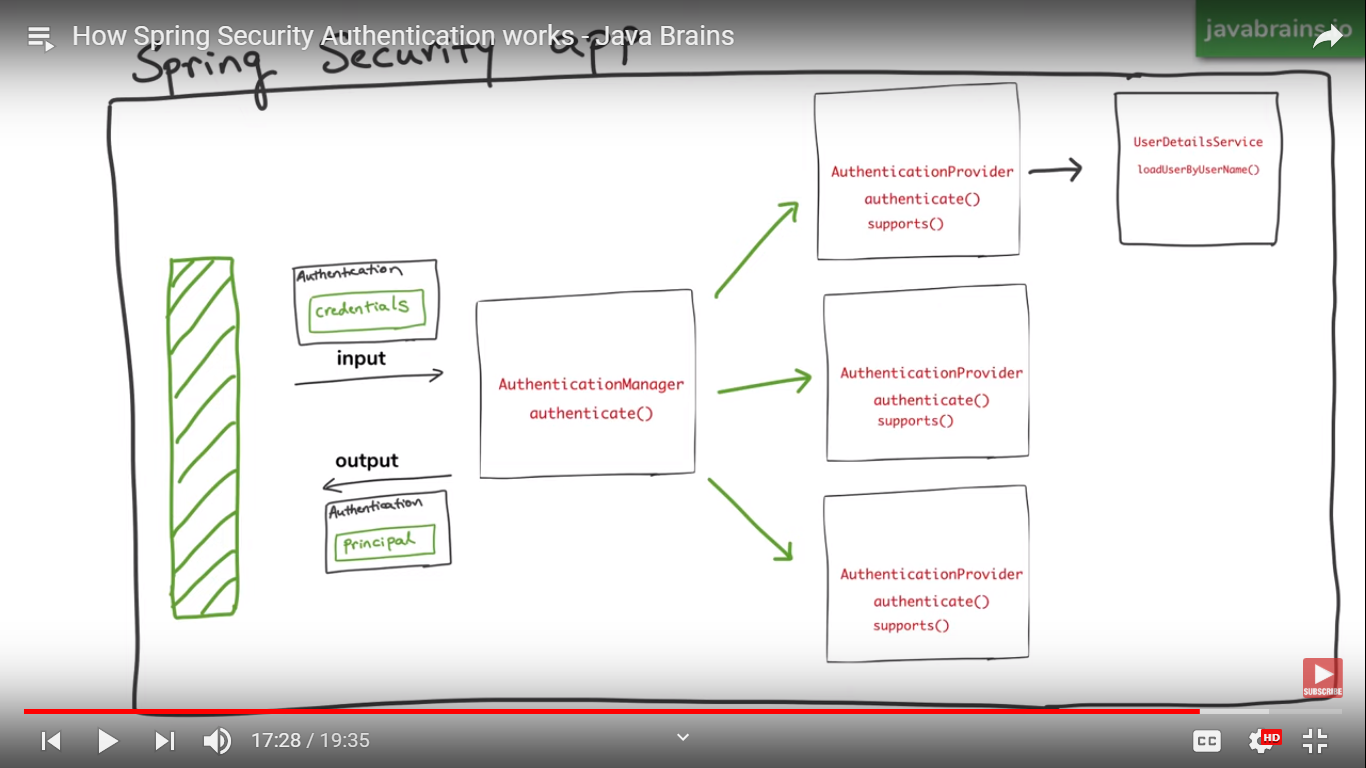 How Spring Security Authentication works - Java Brains
javabrains.io
Spring Security app
UserDetailsService
loadUserByUserName()
AuthenticationProvider
authenticate()
supports()
Authentication
credentials
input
AuthenticationManager
authenticate()
AuthenticationProvider
authenticate()
supports()
output
Authentication
Principal
AuthenticationProvider
authenticate()
supports()
SUBSCRIBE
17:28 / 19:35
CC
HD